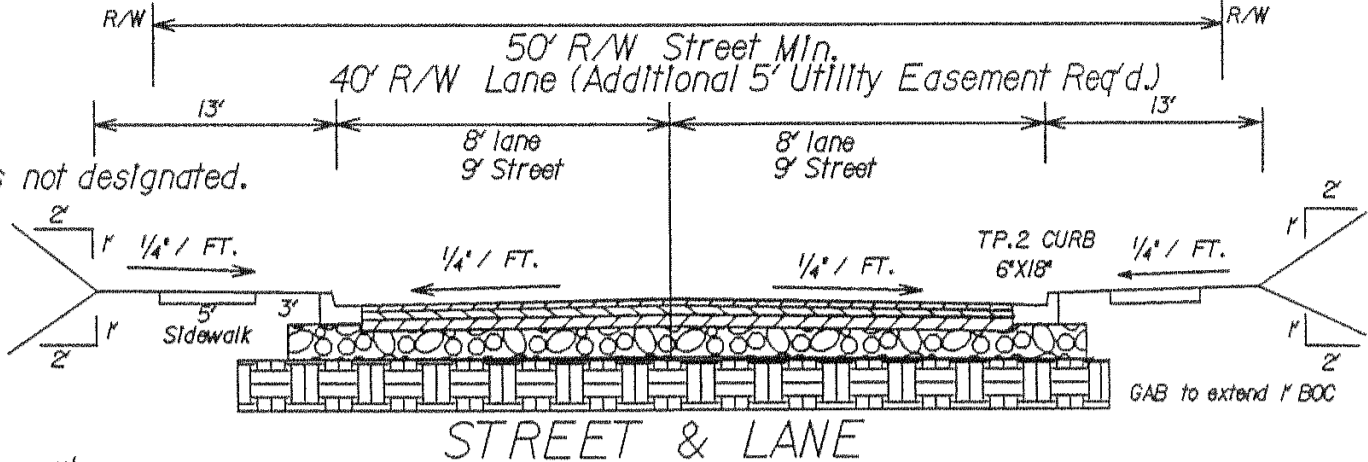 R/W R/W
50' R/W Street Min.
40' R/W Lane (Additional 5' Utility Easement Req'd.)
13' 13'
8' lane 8' lane
9' Street 9' Street
s not designated.
2' 2'
1' 1/4" / FT. 1/4" / FT. 1/4" / FT. TP.2 CURB 1/4" / FT. 1'
6"X18"
5' 3'
1' Sidewalk 1'
2' 2'
GAB to extend 1' BOC
STREET & LANE